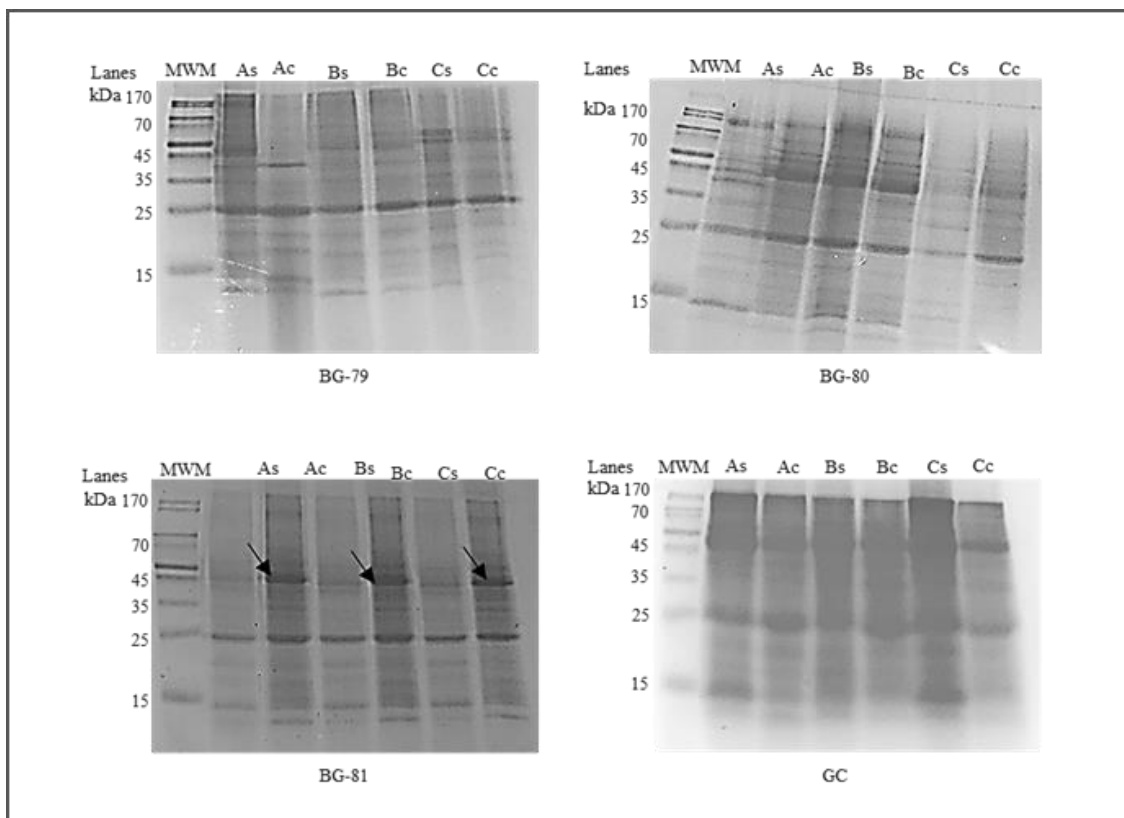 Lanes MWM As Ac Bs Bc Cs Cc
kDa 170
70
45
35
25
15
BG-79
Lanes MWM As Ac Bs Bc Cs Cc
kDa 170
70
45
35
25
15
BG-80
Lanes MWM As Ac Bs Bc Cs Cc
kDa 170
70
45
35
25
15
BG-81
Lanes MWM As Ac Bs Bc Cs Cc
kDa 170
70
45
35
25
15
GC